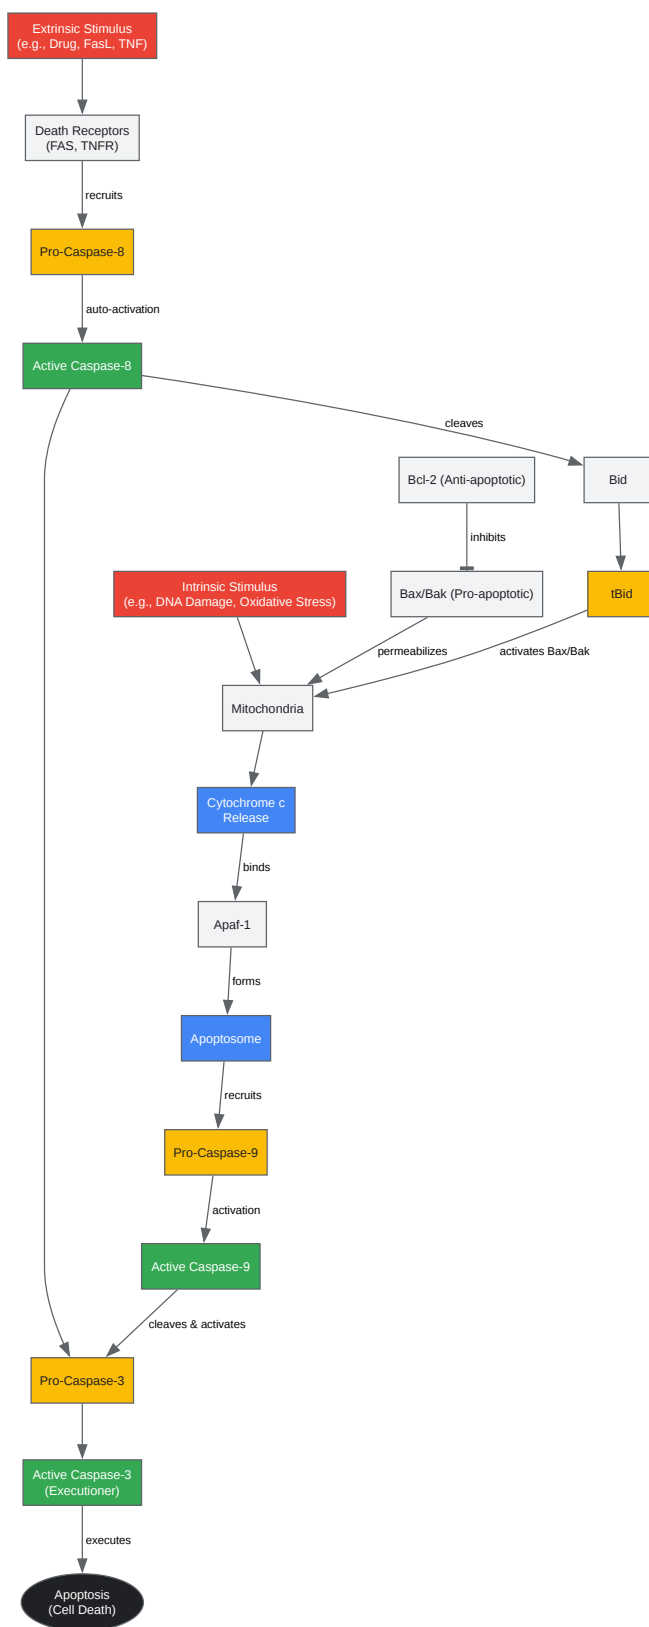 Extrinsic Stimulus
(e.g., Drug, FasL, TNF)
Death Receptors
(FAS, TNFR)
recruits
Pro-Caspase-8
auto-activation
Active Caspase-8
cleaves
Bcl-2 (Anti-apoptotic)
Bid
inhibits
Intrinsic Stimulus
(e.g., DNA Damage, Oxidative Stress)
Bax/Bak (Pro-apoptotic)
tBid
permeabilizes
activates Bax/Bak
Mitochondria
Cytochrome c
Release
binds
Apaf-1
forms
Apoptosome
recruits
Pro-Caspase-9
activation
Active Caspase-9
cleaves & activates
Pro-Caspase-3
Active Caspase-3
(Executioner)
executes
Apoptosis
(Cell Death)